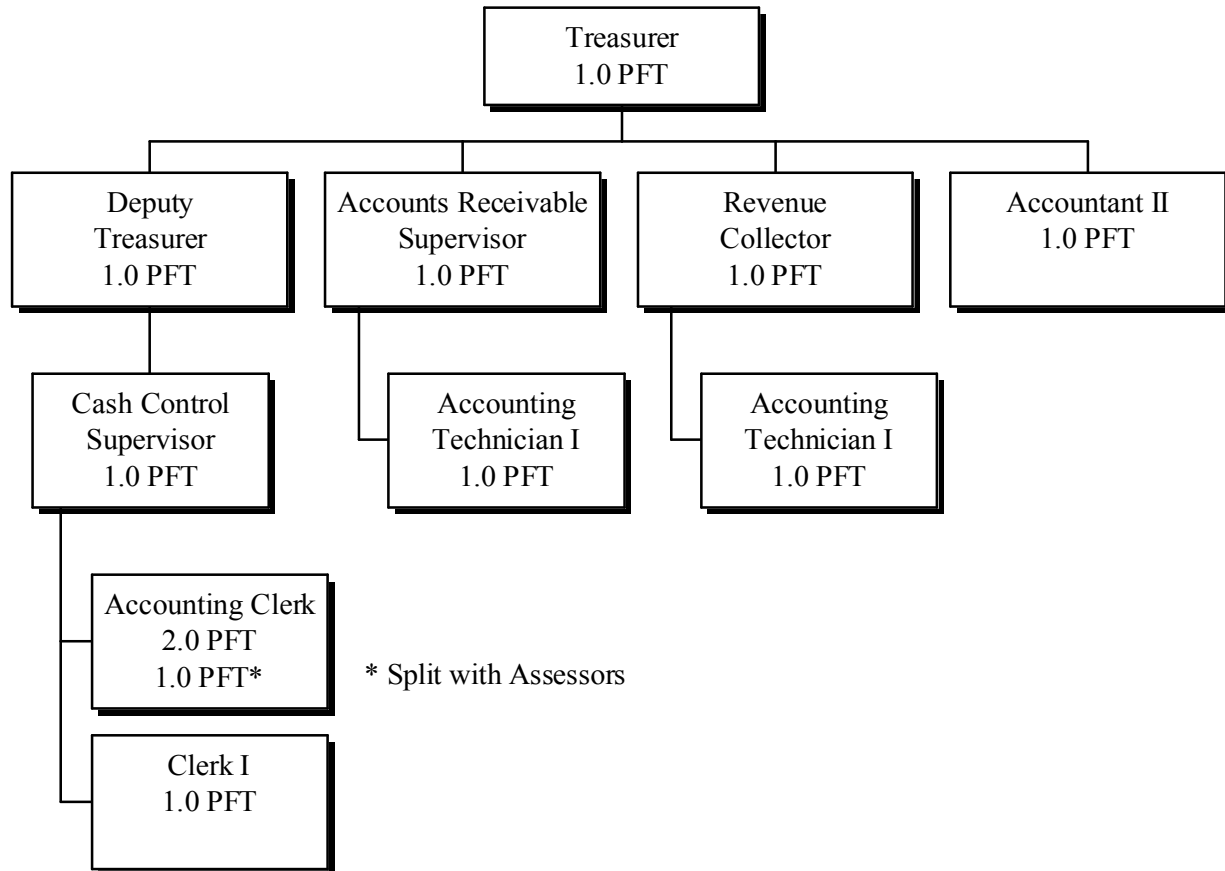 Treasurer
1.0 PFT
Deputy
Treasurer
1.0 PFT
Accounts Receivable
Supervisor
1.0 PFT
Revenue
Collector
1.0 PFT
Accountant II
1.0 PFT
Cash Control
Supervisor
1.0 PFT
Accounting
Technician I
1.0 PFT
Accounting
Technician I
1.0 PFT
Accounting Clerk
2.0 PFT
1.0 PFT*
* Split with Assessors
Clerk I
1.0 PFT